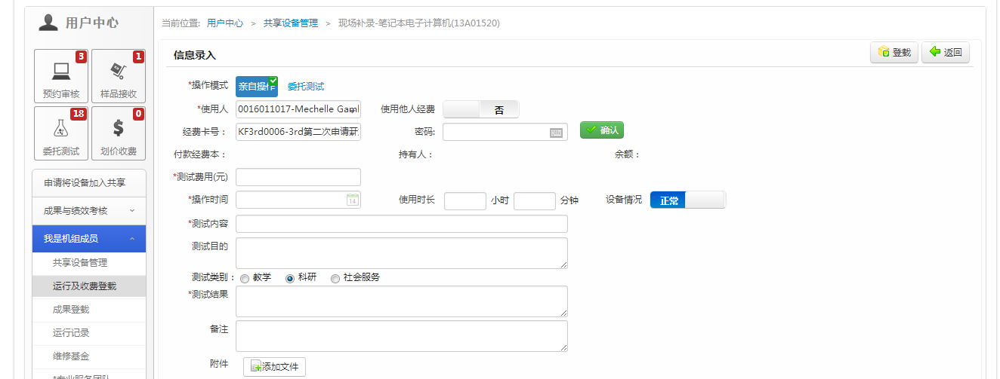 用户中心
当前位置: 用户中心 > 共享设备管理 > 现场补录-笔记本电子计算机(13A01520)
3
1
预约审核
样品接收
18
0
委托测试
划价收费
申请将设备加入共享
成果与绩效考核
我是机组成员
共享设备管理
运行及收费登载
成果登载
运行记录
维修基金
*专业服务团队
信息录入
登载
返回
*操作模式 亲自操作 委托测试
*使用人 0016011017-Mechelle Gaml 使用他人经费 否
经费卡号： KF3rd0006-3rd第二次申请开 密码: 确认
付款经费本： 持有人： 余额：
*测试费用(元)
*操作时间 14 使用时长 小时 分钟 设备情况 正常
*测试内容
测试目的
测试类别： 教学 科研 社会服务
*测试结果
备注
附件 添加文件